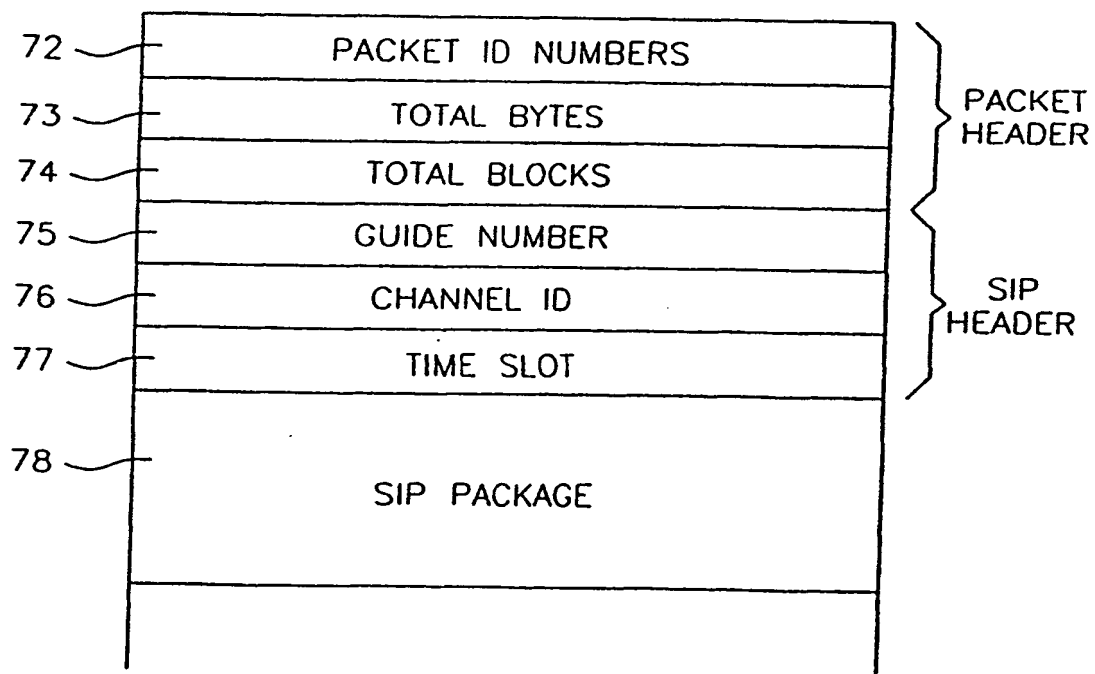 72 PACKET ID NUMBERS
73 TOTAL BYTES
74 TOTAL BLOCKS
PACKET
HEADER
75 GUIDE NUMBER
76 CHANNEL ID
77 TIME SLOT
SIP
HEADER
78 SIP PACKAGE